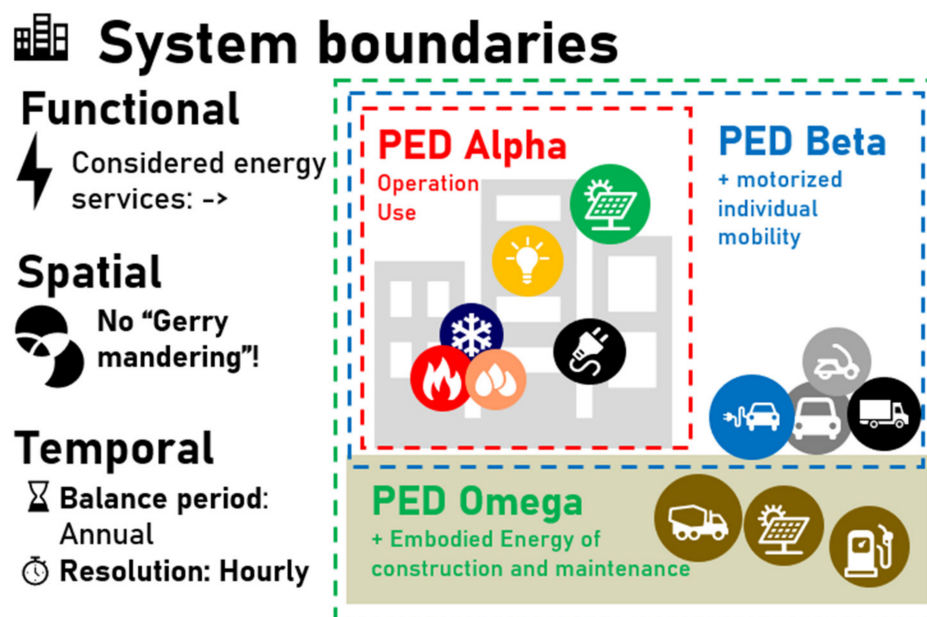 System boundaries
Functional
Considered energy
services: ->
Spatial
No “Gerry
mandering”!
Temporal
Balance period:
Annual
Resolution: Hourly
PED Alpha
Operation
Use
PED Beta
+ motorized
individual
mobility
PED Omega
+ Embodied Energy of
construction and maintenance